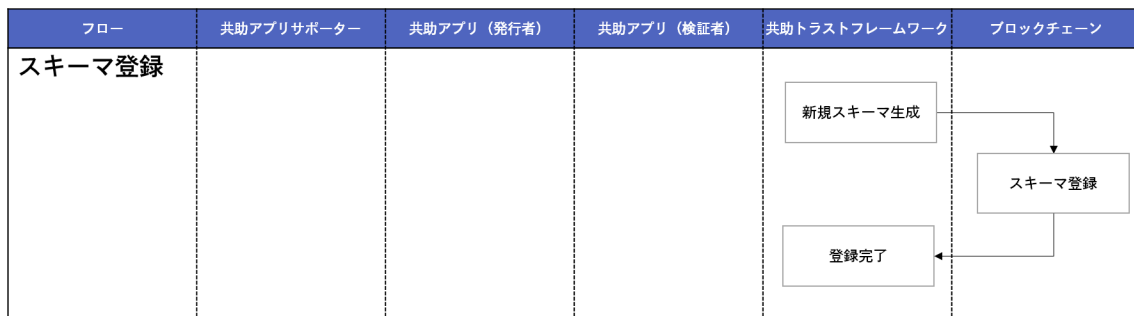 フロー
共助アプリサポーター
共助アプリ（発行者）
共助アプリ（検証者）
共助トラストフレームワーク
ブロックチェーン
スキーマ登録
新規スキーマ生成
スキーマ登録
登録完了